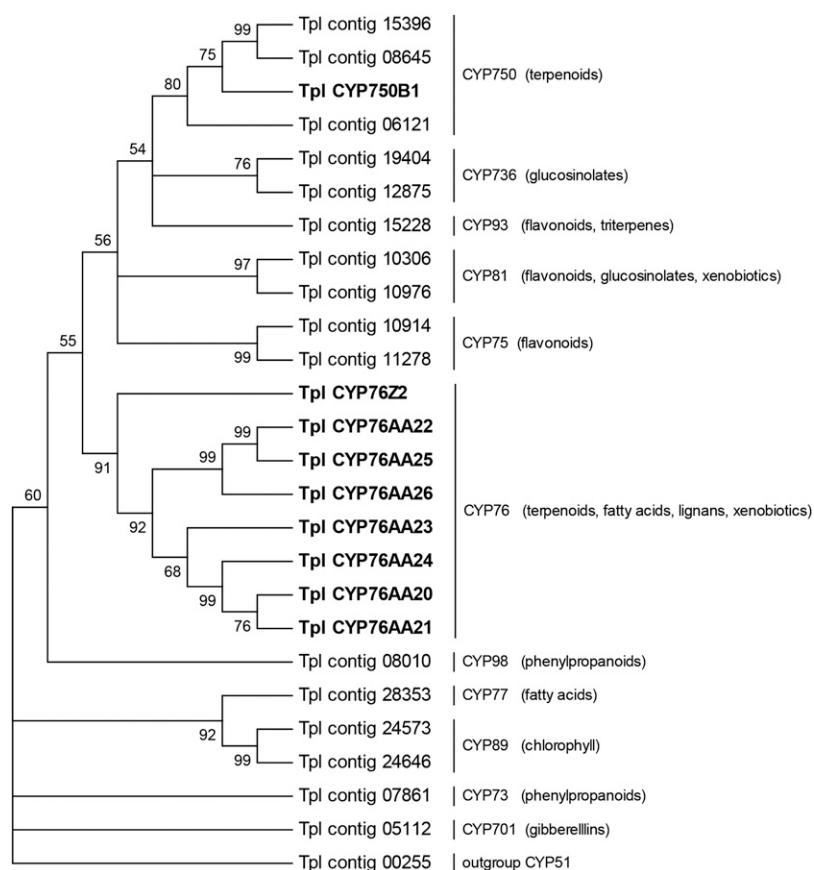 99
Tpl contig 15396
75
Tpl contig 08645
CYP750 (terpenoids)
80
Tpl CYP750B1
Tpl contig 06121
54
76
Tpl contig 19404
CYP736 (glucosinolates)
Tpl contig 12875
Tpl contig 15228
CYP93 (flavonoids, triterpenes)
56
97
Tpl contig 10306
CYP81 (flavonoids, glucosinolates, xenobiotics)
Tpl contig 10976
55
Tpl contig 10914
CYP75 (flavonoids)
99
Tpl contig 11278
Tpl CYP76Z2
99
Tpl CYP76AA22
91
99
Tpl CYP76AA25
Tpl CYP76AA26
CYP76 (terpenoids, fatty acids, lignans, xenobiotics)
60
92
Tpl CYP76AA23
68
Tpl CYP76AA24
99
Tpl CYP76AA20
76
Tpl CYP76AA21
Tpl contig 08010
CYP98 (phenylpropanoids)
Tpl contig 28353
CYP77 (fatty acids)
92
Tpl contig 24573
CYP89 (chlorophyll)
99
Tpl contig 24646
Tpl contig 07861
CYP73 (phenylpropanoids)
Tpl contig 05112
CYP701 (gibberelllins)
Tpl contig 00255
outgroup CYP51